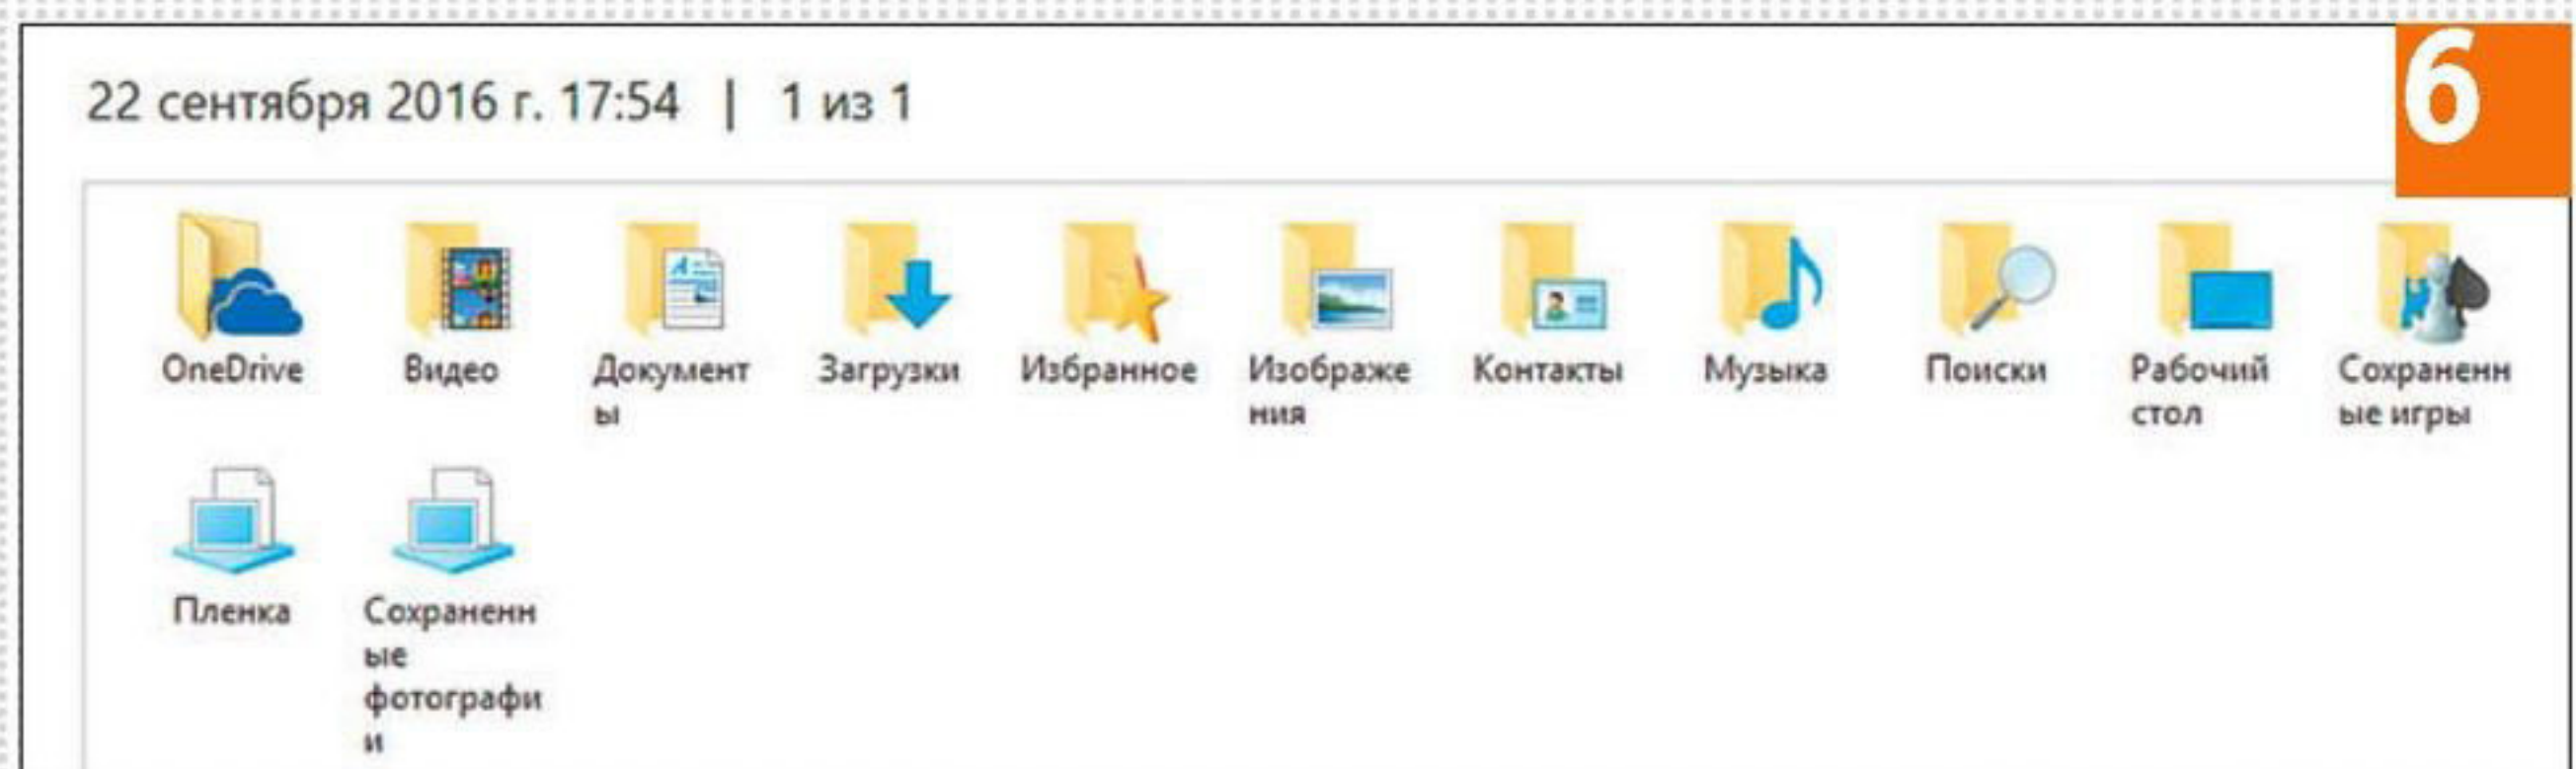 22 сентября 2016 г. 17:54 | 1 из 1
6
OneDrive
Видео
Документ
ы
Загрузки
Избранное
Изображе
ния
Контакты
Музыка
Поиски
Рабочий
стол
Сохраненн
ые игры
Пленка
Сохраненн
ые
фотографи
и